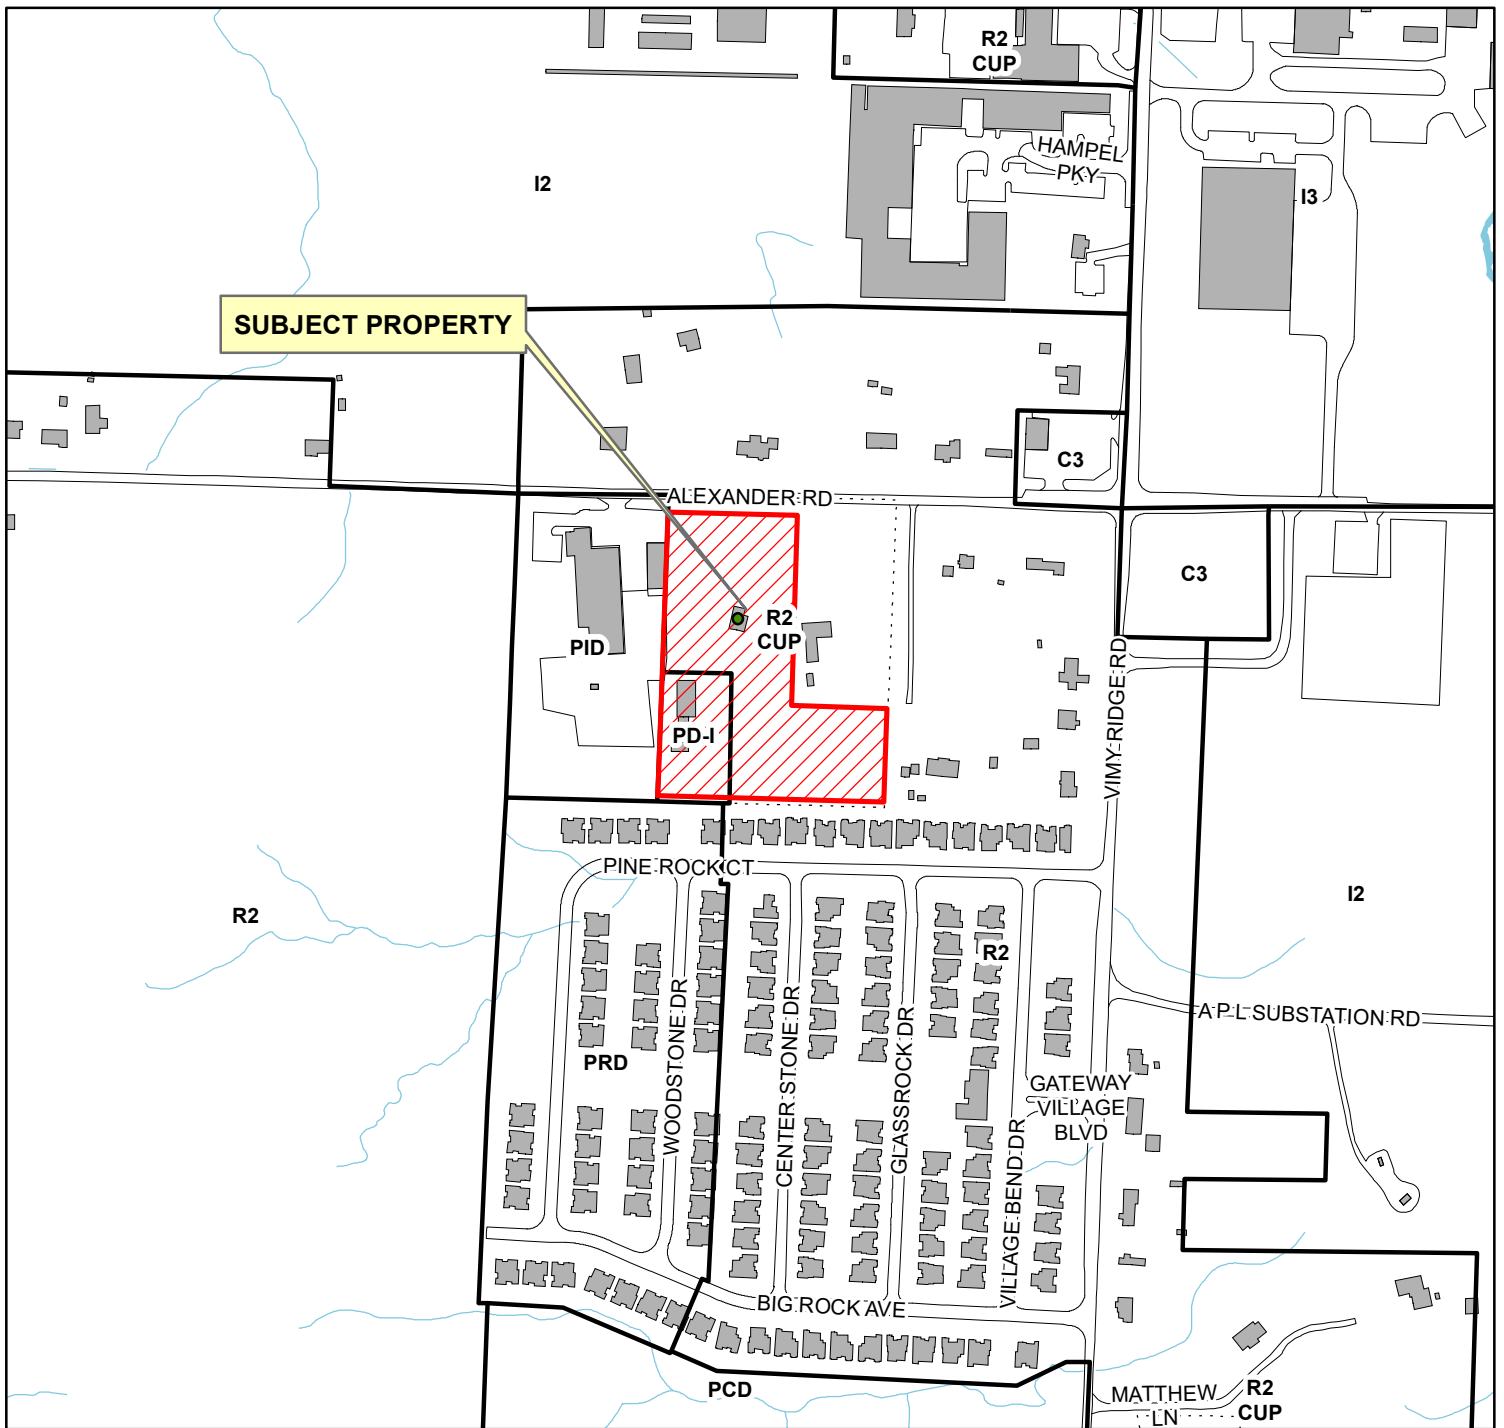 R2
CUP
HAMPEL
PKY
I2
I3
SUBJECT PROPERTY
C3
ALEXANDER RD
C3
R2
CUP
PID
VIMY RIDGE RD
PD-I
PINE ROCK CT
R2
I2
R2
A P L SUBSTATION RD
WOODSTONE DR
CENTER STONE DR
GLASSROCK DR
PRD
GATEWAY
VILLAGE
BLVD
VILLAGE BEND DR
BIG ROCK AVE
PCD
MATTHEW
LN
R2
CUP